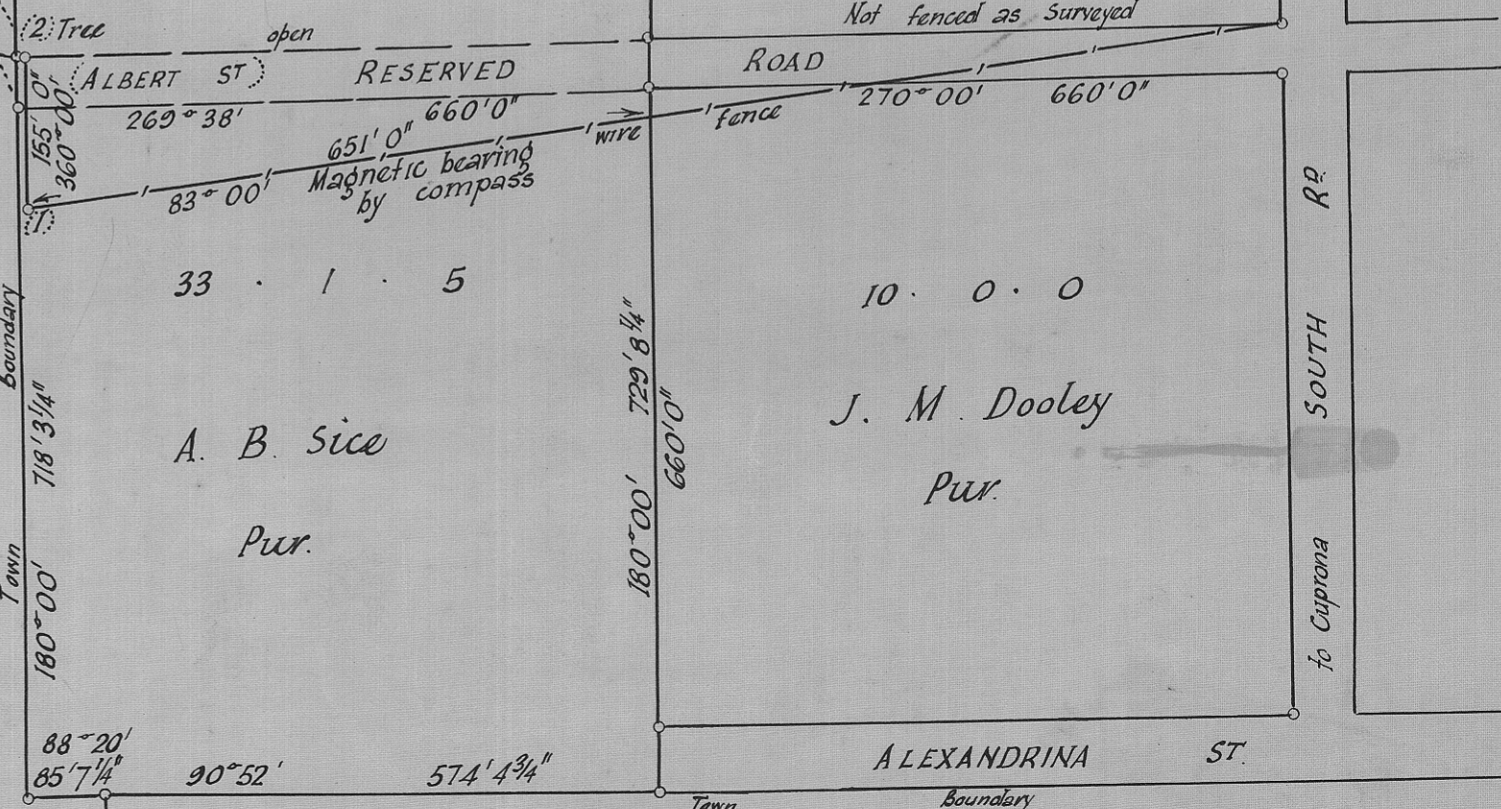 (2) Tree
open
Not fenced as Surveyed
(ALBERT ST)
RESERVED
ROAD
155' 0"
360°00'
269°38'
660'0"
270°00'
660'0"
651' 0"
wire
fence
Magnetic bearing
by compass
83°00'
(1)
33 · 1 · 5
10 · 0 · 0
A. B. Sice
Pur.
J. M. Dooley
Pur.
Town Boundary
180°00' 718'3¼"
180°00' 729'8¼"
660'0"
to Cuprona SOUTH RD
88°20'
85'7¼"
90°52'
574'4¾"
ALEXANDRINA ST.
Town Boundary